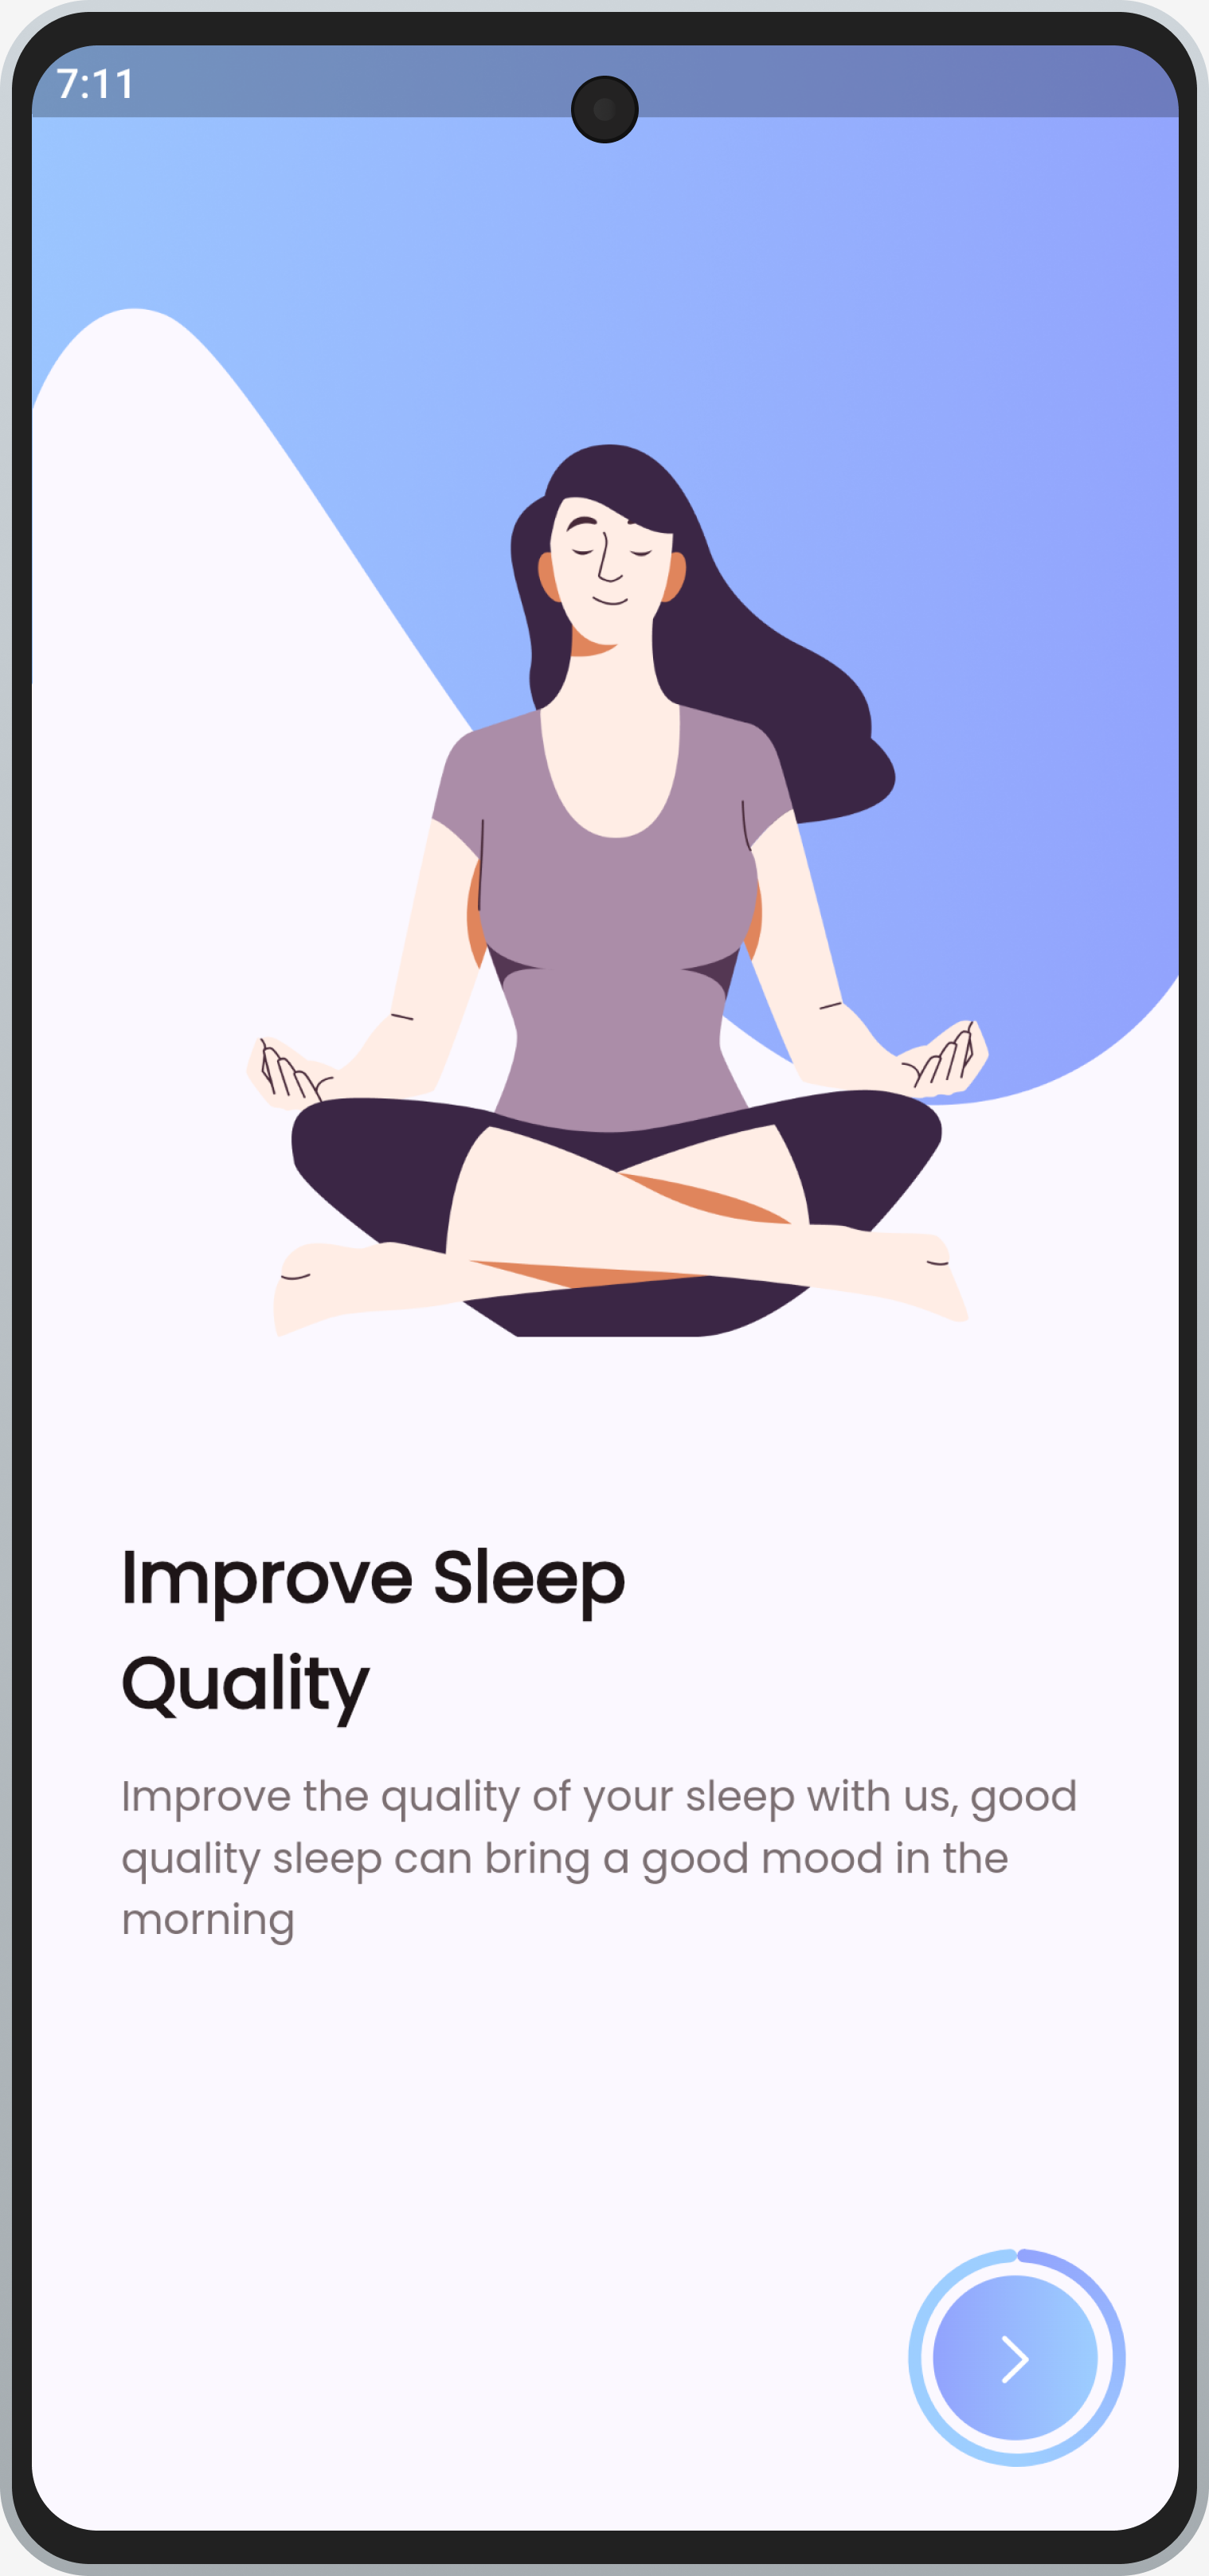 7:11
Improve Sleep
Quality
Improve the quality of your sleep with us, good
quality sleep can bring a good mood in the
morning